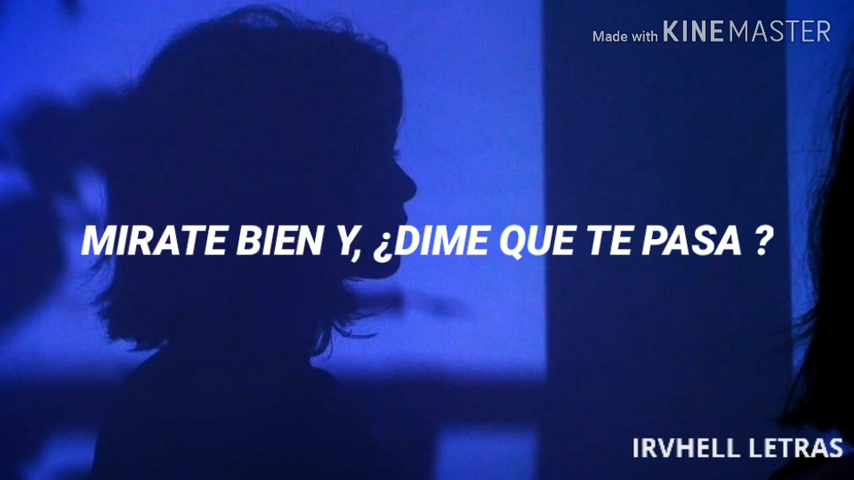 Made with KINEMASTER
MIRATE BIEN Y, ¿DIME QUE TE PASA ?
IRVHELL LETRAS